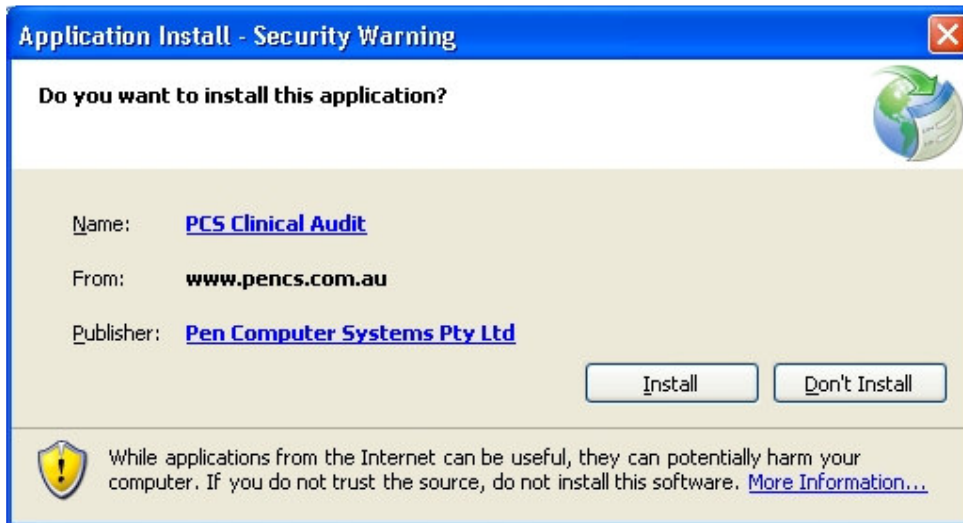 Application Install - Security Warning
Do you want to install this application?
Name: PCS Clinical Audit
From: www.pencs.com.au
Publisher: Pen Computer Systems Pty Ltd
Install Don't Install
While applications from the Internet can be useful, they can potentially harm your
computer. If you do not trust the source, do not install this software. More Information...